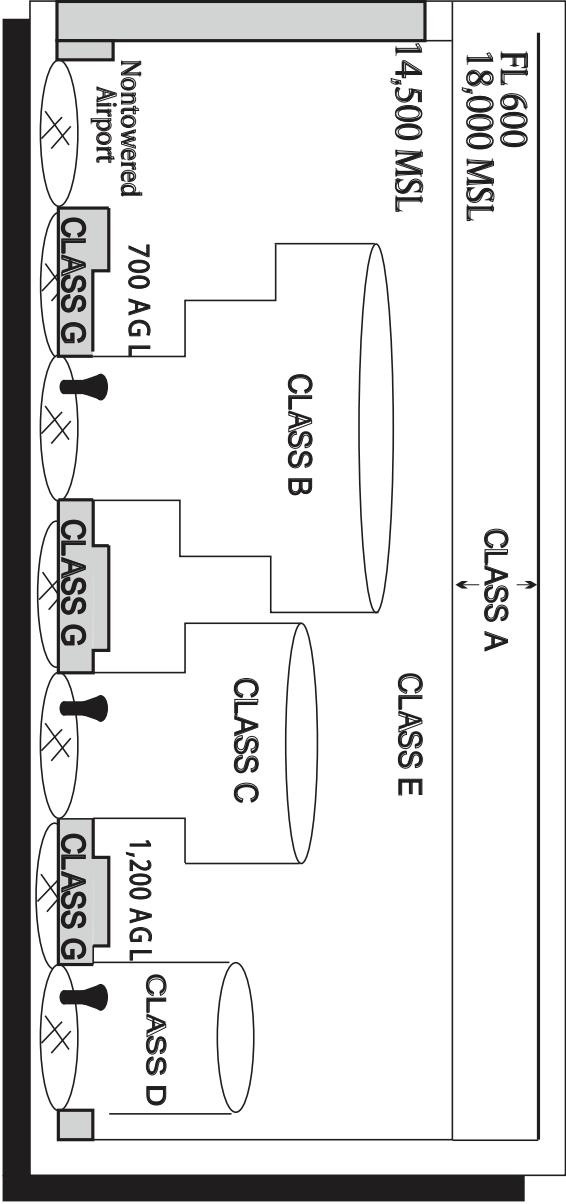 FL 600
18,000 MSL
CLASS A
14,500 MSL
CLASS E
CLASS B
CLASS C
Nontowered
Airport
700 AGL
1,200 AGL
CLASS D
CLASS G
CLASS G
CLASS G